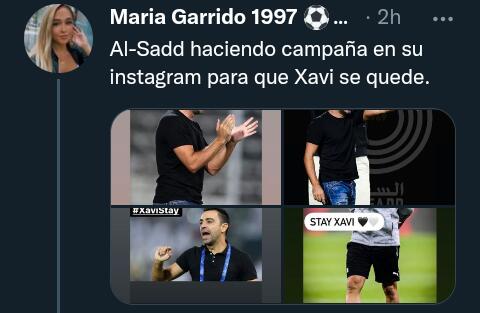 Maria Garrido 1997 ⚽... · 2h
Al-Sadd haciendo campaña en su
instagram para que Xavi se quede.
#XaviStay
STAY XAVI 🖤🤍